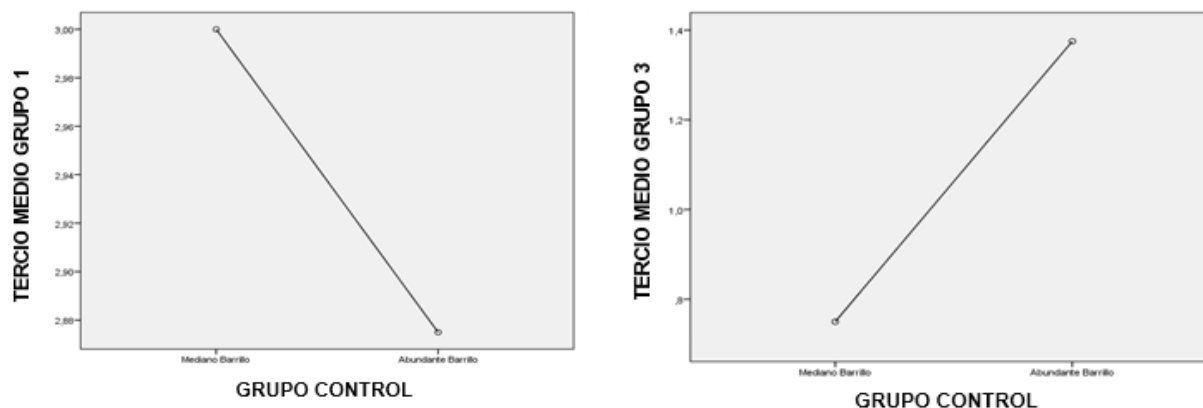 TERCIO MEDIO GRUPO 1
3,00
2,98
2,96
2,94
2,92
2,90
2,88
Mediano Barrillo
Abundante Barrillo
GRUPO CONTROL
TERCIO MEDIO GRUPO 3
1,4
1,2
1,0
,8
Mediano Barrillo
Abundante Barrillo
GRUPO CONTROL